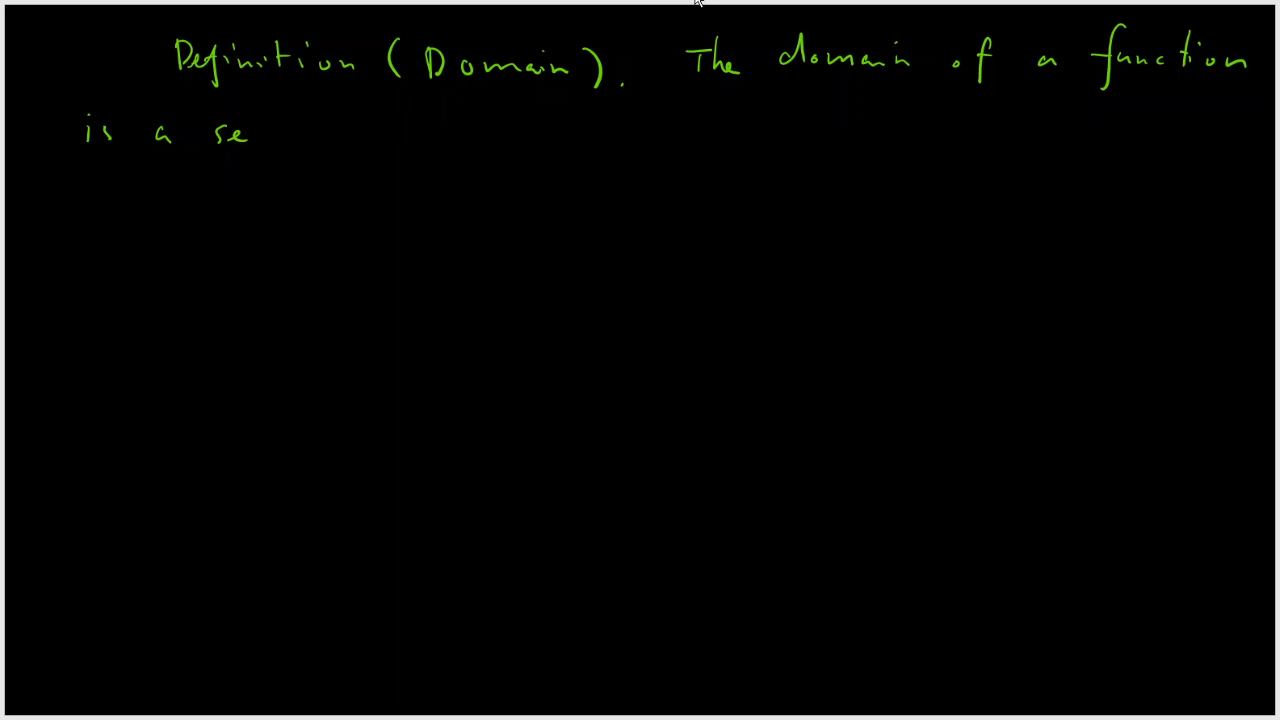 Definition (Domain). The domain of a function
is a se